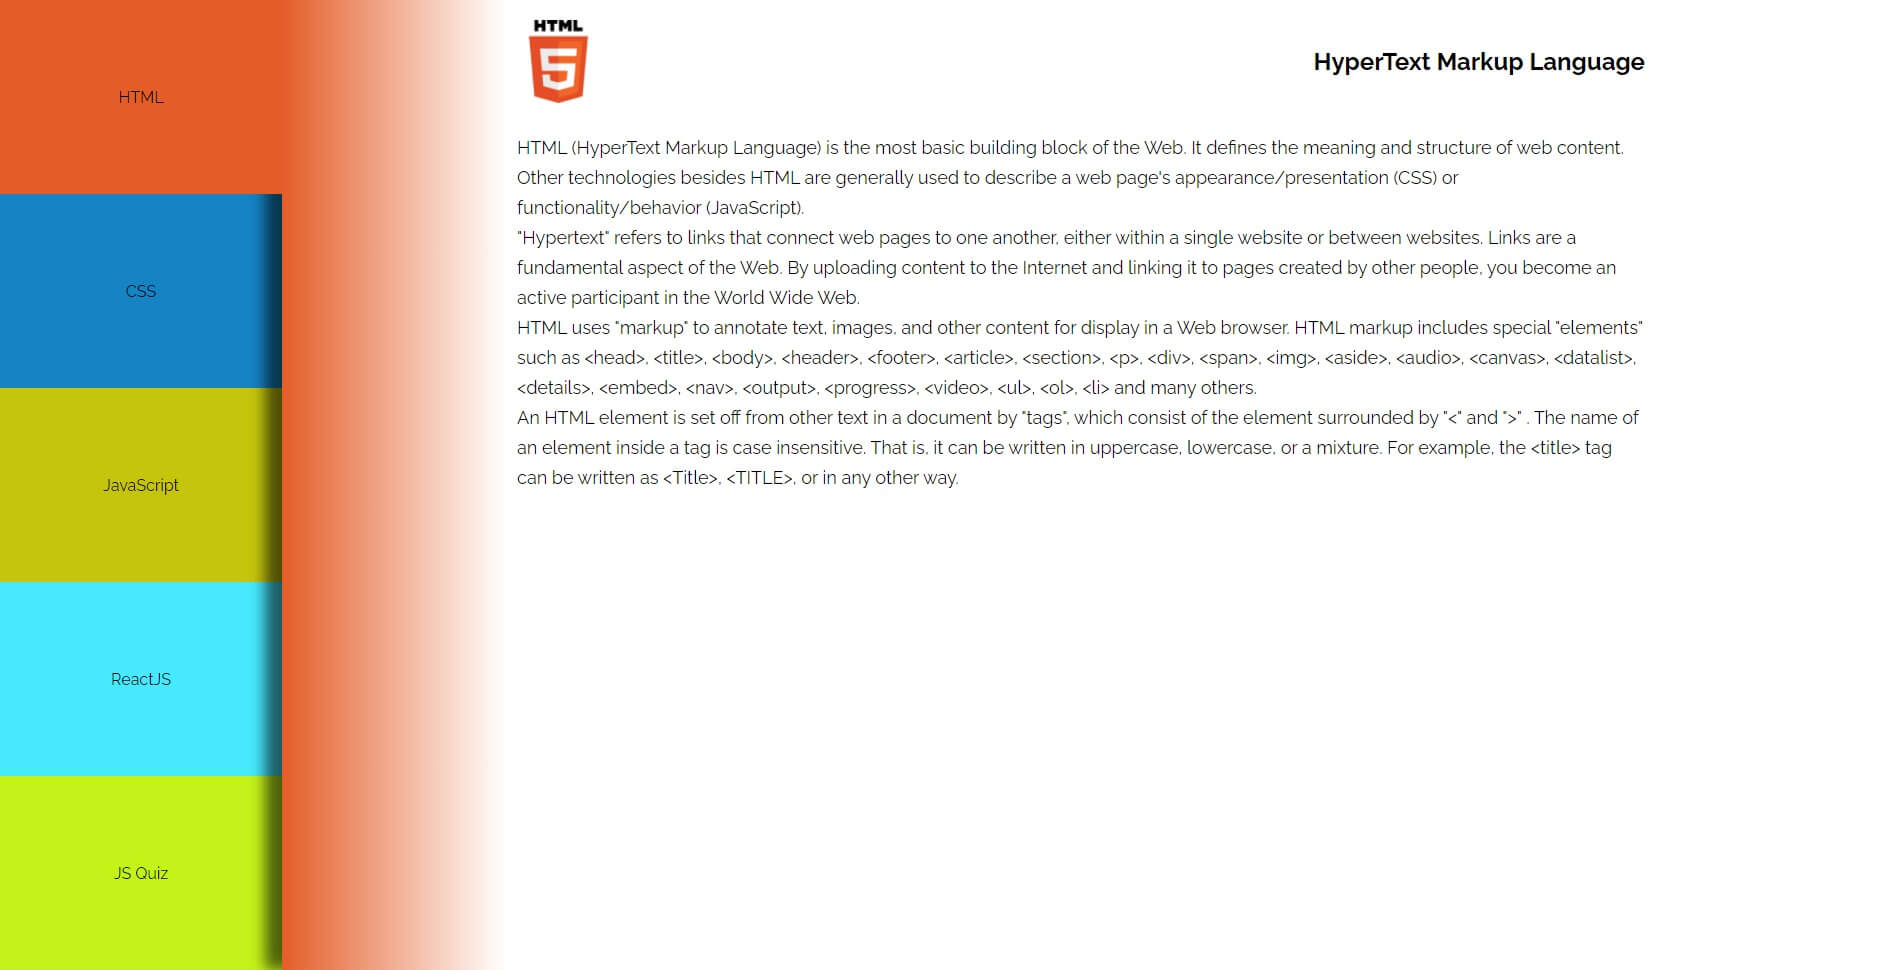 HTML
CSS
JavaScript
ReactJS
JS Quiz
HTML
5
HyperText Markup Language
HTML (HyperText Markup Language) is the most basic building block of the Web. It defines the meaning and structure of web content.
Other technologies besides HTML are generally used to describe a web page's appearance/presentation (CSS) or
functionality/behavior (JavaScript).
"Hypertext" refers to links that connect web pages to one another, either within a single website or between websites. Links are a
fundamental aspect of the Web. By uploading content to the Internet and linking it to pages created by other people, you become an
active participant in the World Wide Web.
HTML uses "markup" to annotate text, images, and other content for display in a Web browser. HTML markup includes special "elements"
such as <head>, <title>, <body>, <header>, <footer>, <article>, <section>, <p>, <div>, <span>, <img>, <aside>, <audio>, <canvas>, <datalist>,
<details>, <embed>, <nav>, <output>, <progress>, <video>, <ul>, <ol>, <li> and many others.
An HTML element is set off from other text in a document by "tags", which consist of the element surrounded by "<" and ">" . The name of
an element inside a tag is case insensitive. That is, it can be written in uppercase, lowercase, or a mixture. For example, the <title> tag
can be written as <Title>, <TITLE>, or in any other way.